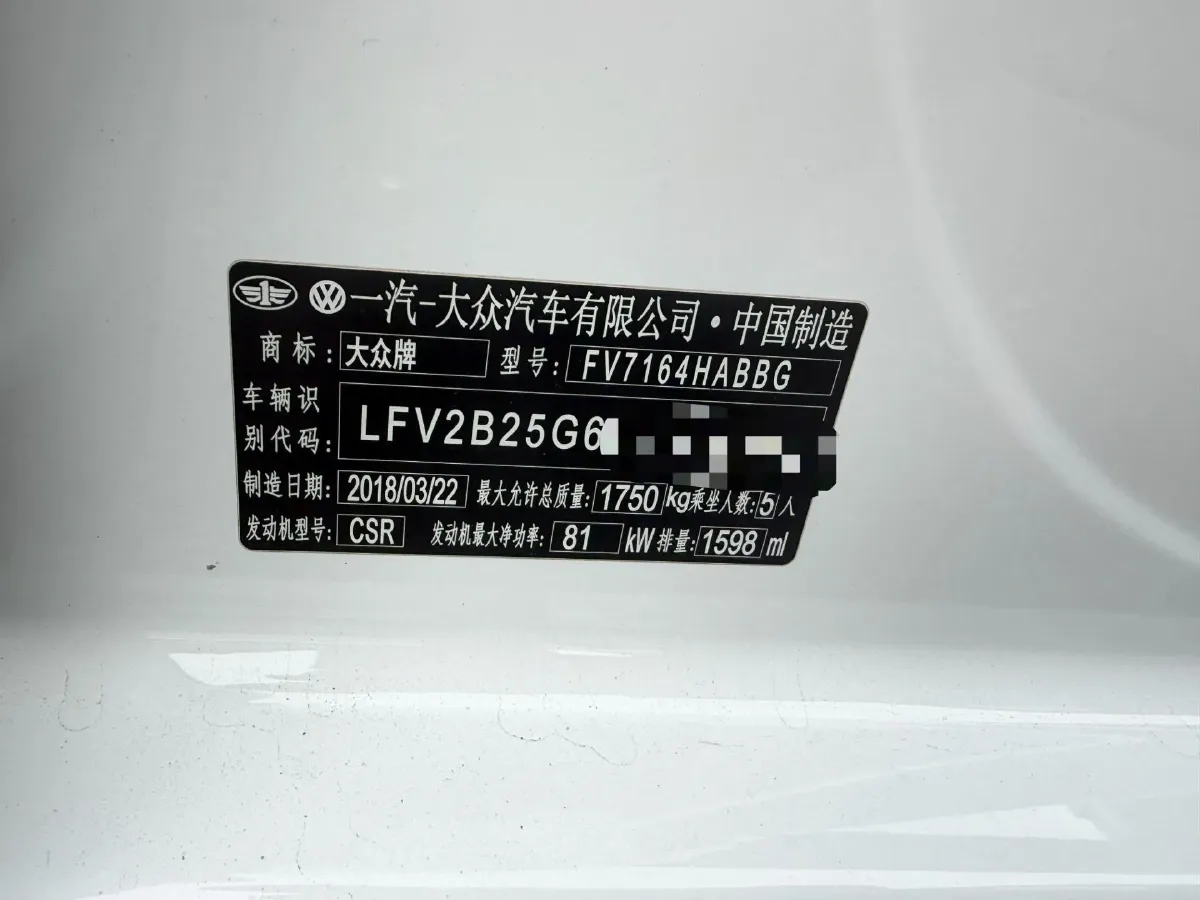 一汽-大众汽车有限公司·中国制造
商标: 大众牌 型号: FV7164HABBG
车辆识别代码: LFV2B25G6
制造日期: 2018/03/22 最大允许总质量: 1750 kg 乘坐人数: 5 人
发动机型号: CSR 发动机最大净功率: 81 kW 排量: 1598 ml